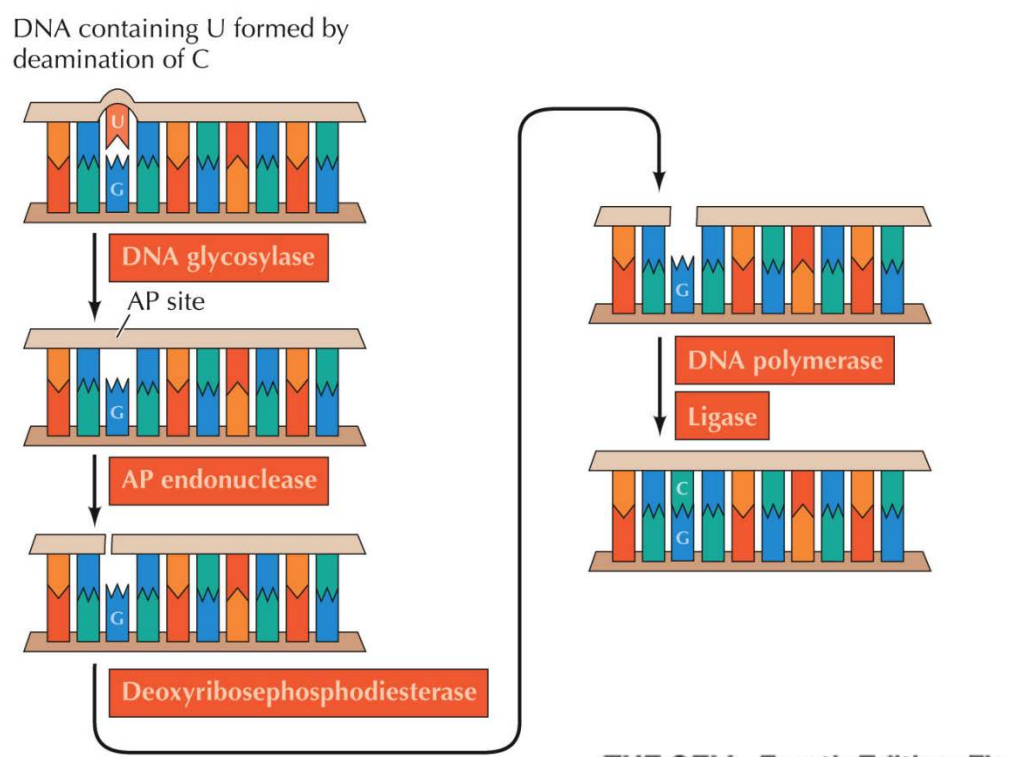 DNA containing U formed by
deamination of C
U
G
DNA glycosylase
AP site
G
AP endonuclease
G
Deoxyribosephosphodiesterase
G
DNA polymerase
Ligase
C
G